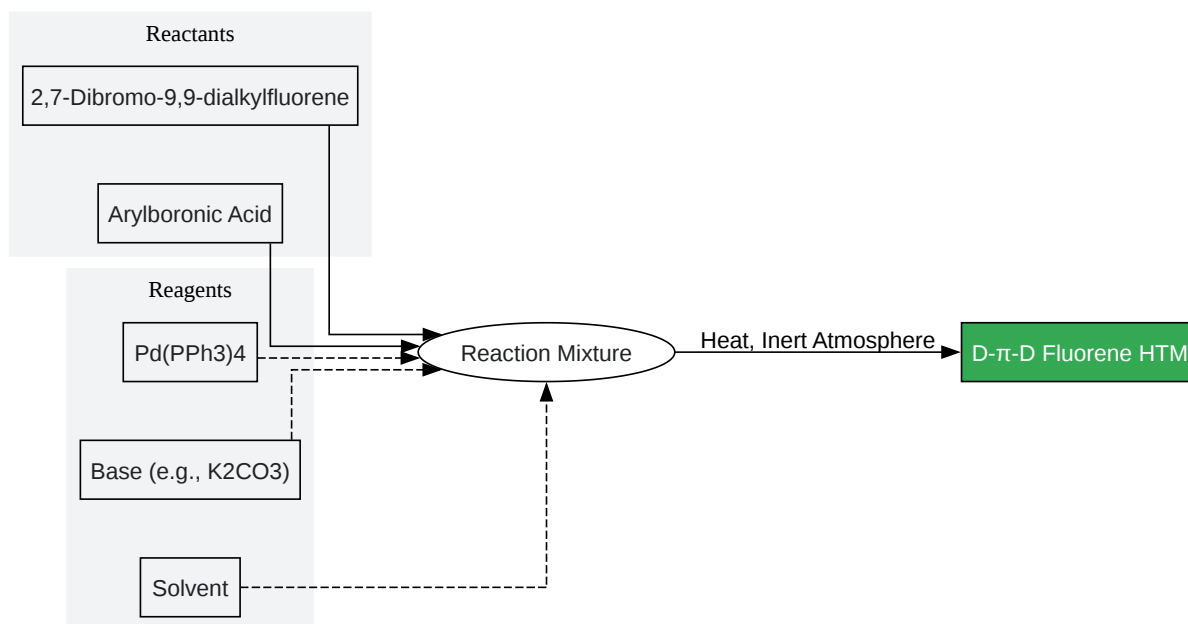 Reactants
2,7-Dibromo-9,9-dialkylfluorene
Arylboronic Acid
Reagents
Pd(PPh3)4
Base (e.g., K2CO3)
Solvent
Reaction Mixture
Heat, Inert Atmosphere
D-π-D Fluorene HTM